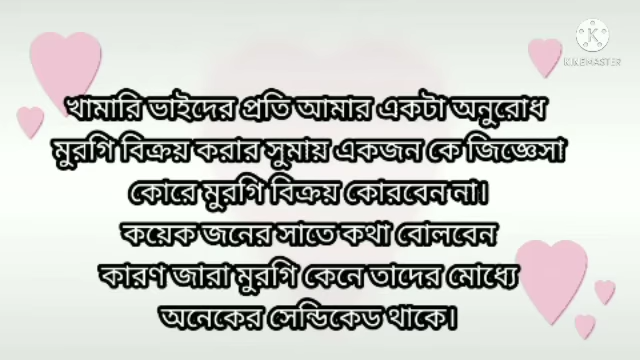 KINEMASTER
খামারি ভাইদের প্রতি আমার একটা অনুরোধ
মুরগি বিক্রয় করার সুমায় একজন কে জিজ্ঞেসা
কোরে মুরগি বিক্রয় কোরবেন না।
কয়েক জনের সাতে কথা বোলবেন
কারণ জারা মুরগি কেনে তাদের মোধ্যে
অনেকের সেন্ডিকেড থাকে।